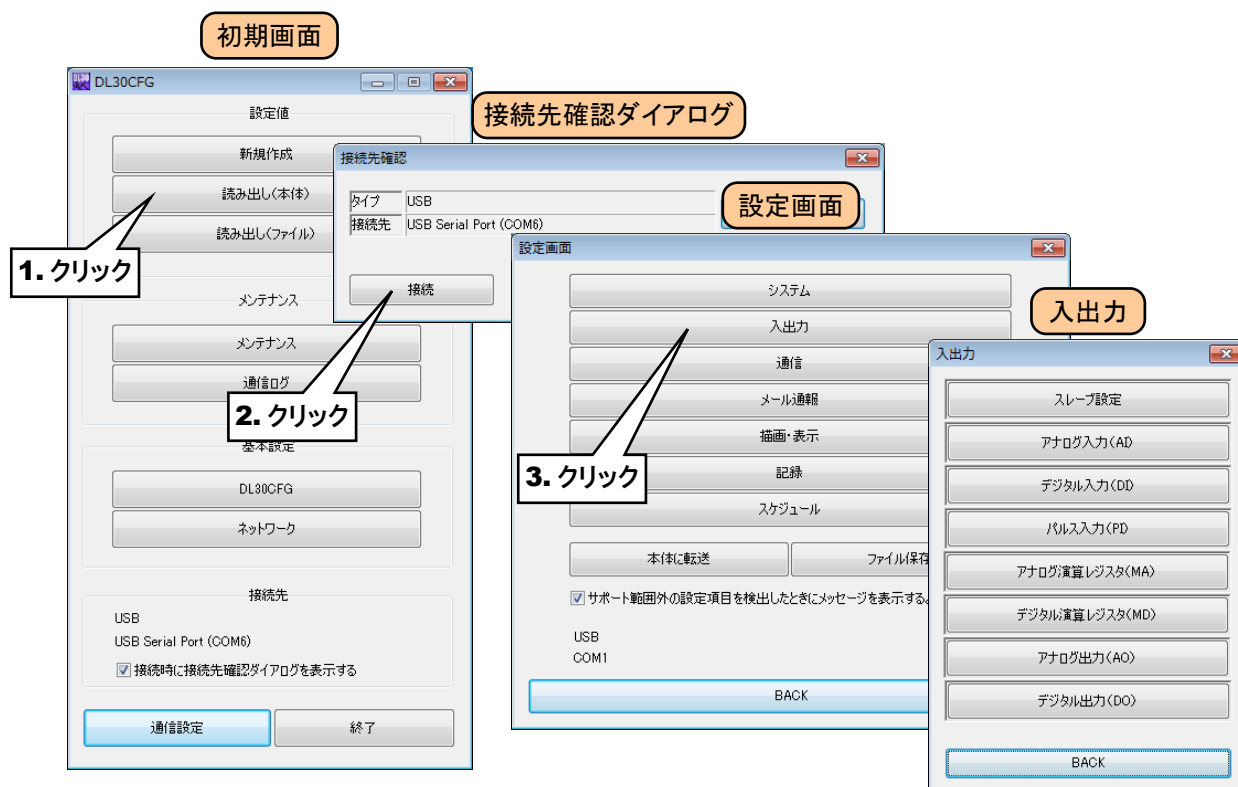 初期画面
DL30CFG
設定値
新規作成
読み出し(本体)
読み出し(ファイル)
1. クリック
メンテナンス
メンテナンス
通信ログ
基本設定
DL30CFG
ネットワーク
接続先
USB
USB Serial Port (COM6)
接続時に接続先確認ダイアログを表示する
通信設定
終了
接続先確認ダイアログ
接続先確認
タイプ USB
接続先 USB Serial Port (COM6)
接続
2. クリック
設定画面
設定画面
システム
入出力
通信
メール通報
描画・表示
記録
スケジュール
3. クリック
本体に転送
ファイル保存
サポート範囲外の設定項目を検出したときにメッセージを表示する。
USB
COM1
BACK
入出力
入出力
スレーブ設定
アナログ入力(AI)
デジタル入力(DI)
パルス入力(PI)
アナログ演算レジスタ(MA)
デジタル演算レジスタ(MD)
アナログ出力(AO)
デジタル出力(DO)
BACK